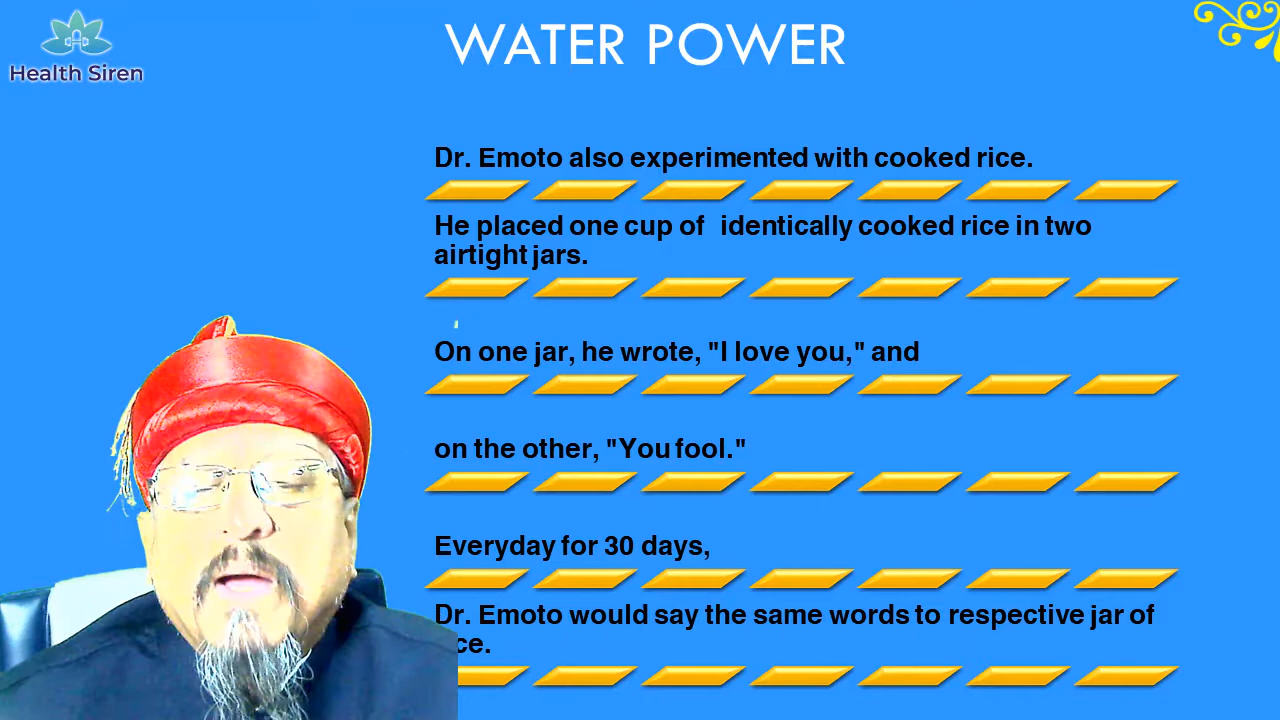 WATER POWER
Health Siren
Dr. Emoto also experimented with cooked rice.
He placed one cup of identically cooked rice in two
airtight jars.
On one jar, he wrote, "I love you," and
on the other, "You fool."
Everyday for 30 days,
Dr. Emoto would say the same words to respective jar of
ce.